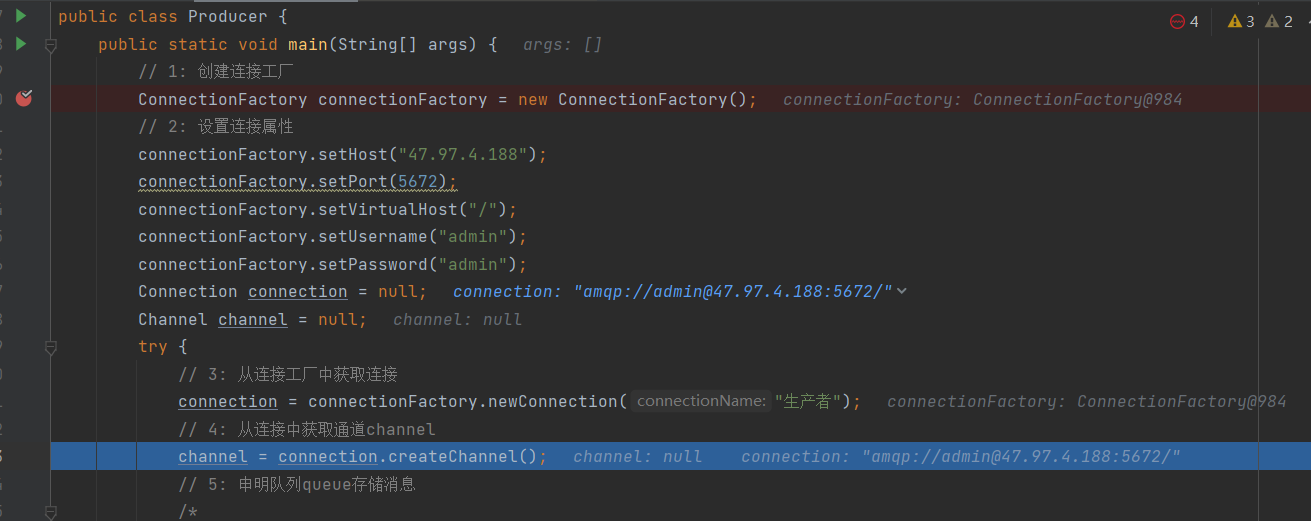 public class Producer {
4 3 2
public static void main(String[] args) { args: []
// 1: 创建连接工厂
ConnectionFactory connectionFactory = new ConnectionFactory(); connectionFactory: ConnectionFactory@984
// 2: 设置连接属性
connectionFactory.setHost("47.97.4.188");
connectionFactory.setPort(5672);
connectionFactory.setVirtualHost("/");
connectionFactory.setUsername("admin");
connectionFactory.setPassword("admin");
Connection connection = null; connection: "amqp://admin@47.97.4.188:5672/"
Channel channel = null; channel: null
try {
// 3: 从连接工厂中获取连接
connection = connectionFactory.newConnection( connectionName: "生产者"); connectionFactory: ConnectionFactory@984
// 4: 从连接中获取通道channel
channel = connection.createChannel(); channel: null connection: "amqp://admin@47.97.4.188:5672/"
// 5: 申明队列queue存储消息
/*